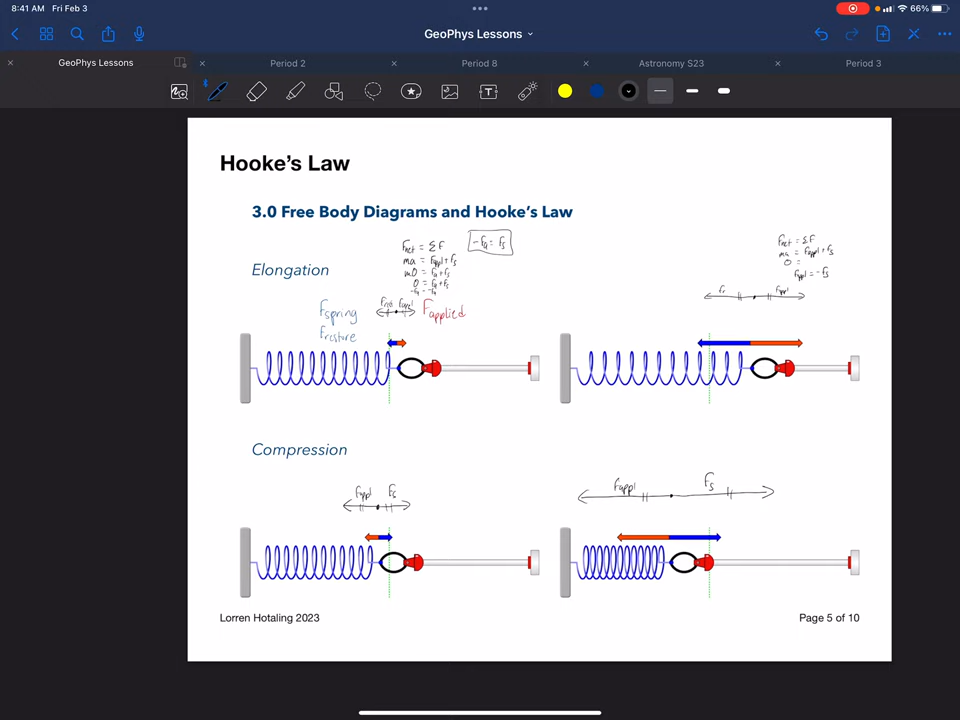 8:41 AM Fri Feb 3
66%
GeoPhys Lessons
GeoPhys Lessons
Period 2
Period 8
Astronomy S23
Period 3
T
Hooke's Law
3.0 Free Body Diagrams and Hooke's Law
Elongation
Fnet = ΣF
ma = Fappl + Fs
m0 = Fa + Fs
0 = Fa + Fs
-Fa = -Fa
-Fa = Fs
Fnet = ΣF
ma = Fappl + Fs
0 =
Fappl = -Fs
Fspring
Frestore
Fapplied
Fappl
Compression
Fappl
Fs
Fappl
Fs
Lorren Hotaling 2023
Page 5 of 10